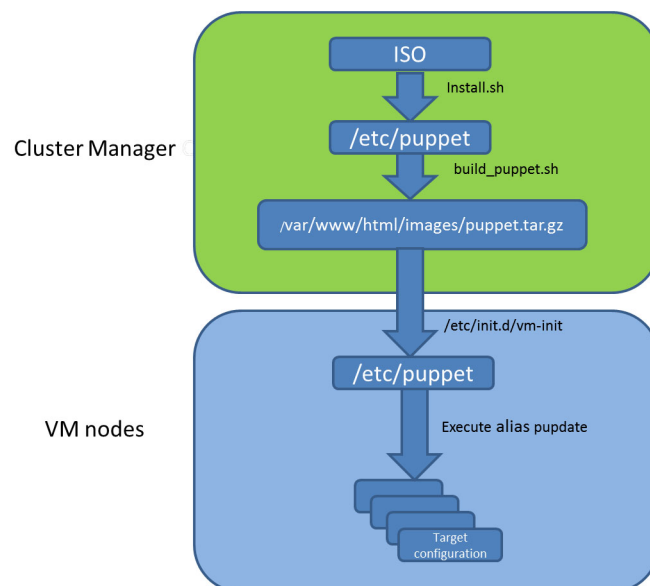 ISO
Install.sh
/etc/puppet
Cluster Manager
build_puppet.sh
/var/www/html/images/puppet.tar.gz
/etc/init.d/vm-init
/etc/puppet
VM nodes
Execute alias pupdate
Target
configuration